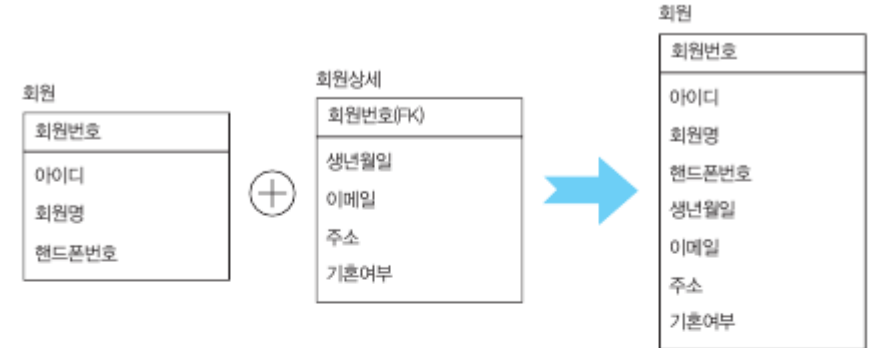 회원
회원번호
아이디
회원명
핸드폰번호
회원상세
회원번호(FK)
생년월일
이메일
주소
기혼여부
회원
회원번호
아이디
회원명
핸드폰번호
생년월일
이메일
주소
기혼여부